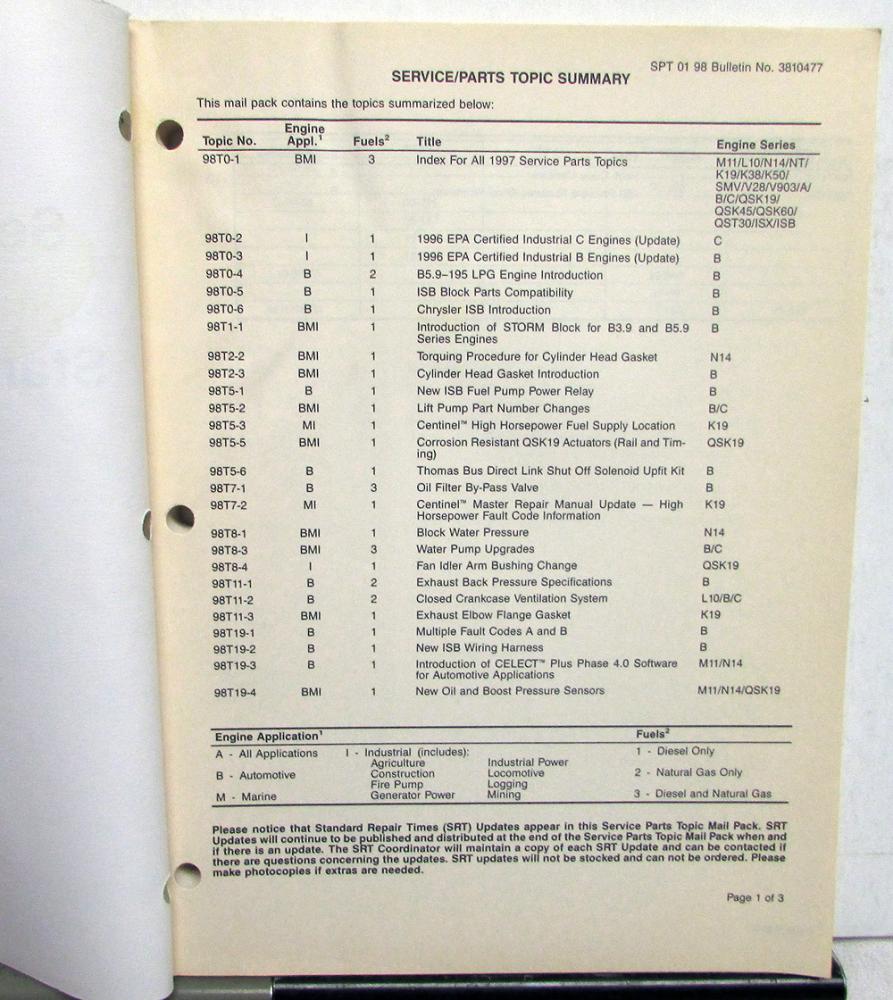 SPT 01 98 Bulletin No. 3810477
SERVICE/PARTS TOPIC SUMMARY
This mail pack contains the topics summarized below:
Topic No. Engine Appl.¹ Fuels² Title Engine Series
98T0-1 BMI 3 Index For All 1997 Service Parts Topics M11/L10/N14/NT/
K19/K38/K50/
SMV/V28/V903/A/
B/C/QSK19/
QSK45/QSK60/
QST30/ISX/ISB
98T0-2 I 1 1996 EPA Certified Industrial C Engines (Update) C
98T0-3 I 1 1996 EPA Certified Industrial B Engines (Update) B
98T0-4 B 2 B5.9–195 LPG Engine Introduction B
98T0-5 B 1 ISB Block Parts Compatibility B
98T0-6 B 1 Chrysler ISB Introduction B
98T1-1 BMI 1 Introduction of STORM Block for B3.9 and B5.9 B
Series Engines
98T2-2 BMI 1 Torquing Procedure for Cylinder Head Gasket N14
98T2-3 BMI 1 Cylinder Head Gasket Introduction B
98T5-1 B 1 New ISB Fuel Pump Power Relay B
98T5-2 BMI 1 Lift Pump Part Number Changes B/C
98T5-3 MI 1 Centinel™ High Horsepower Fuel Supply Location K19
98T5-5 BMI 1 Corrosion Resistant QSK19 Actuators (Rail and Tim- QSK19
ing)
98T5-6 B 1 Thomas Bus Direct Link Shut Off Solenoid Upfit Kit B
98T7-1 B 3 Oil Filter By-Pass Valve B
98T7-2 MI 1 Centinel™ Master Repair Manual Update — High K19
Horsepower Fault Code Information
98T8-1 BMI 1 Block Water Pressure N14
98T8-3 BMI 3 Water Pump Upgrades B/C
98T8-4 I 1 Fan Idler Arm Bushing Change QSK19
98T11-1 B 2 Exhaust Back Pressure Specifications B
98T11-2 B 2 Closed Crankcase Ventilation System L10/B/C
98T11-3 BMI 1 Exhaust Elbow Flange Gasket K19
98T19-1 B 1 Multiple Fault Codes A and B B
98T19-2 B 1 New ISB Wiring Harness B
98T19-3 B 1 Introduction of CELECT™ Plus Phase 4.0 Software M11/N14
for Automotive Applications
98T19-4 BMI 1 New Oil and Boost Pressure Sensors M11/N14/QSK19
Engine Application¹ Fuels²
A - All Applications I - Industrial (includes): 1 - Diesel Only
Agriculture Industrial Power
B - Automotive Construction Locomotive 2 - Natural Gas Only
Fire Pump Logging
M - Marine Generator Power Mining 3 - Diesel and Natural Gas
Please notice that Standard Repair Times (SRT) Updates appear in this Service Parts Topic Mail Pack. SRT
Updates will continue to be published and distributed at the end of the Service Parts Topic Mail Pack when and
if there is an update. The SRT Coordinator will maintain a copy of each SRT Update and can be contacted if
there are questions concerning the updates. SRT updates will not be stocked and can not be ordered. Please
make photocopies if extras are needed.
Page 1 of 3